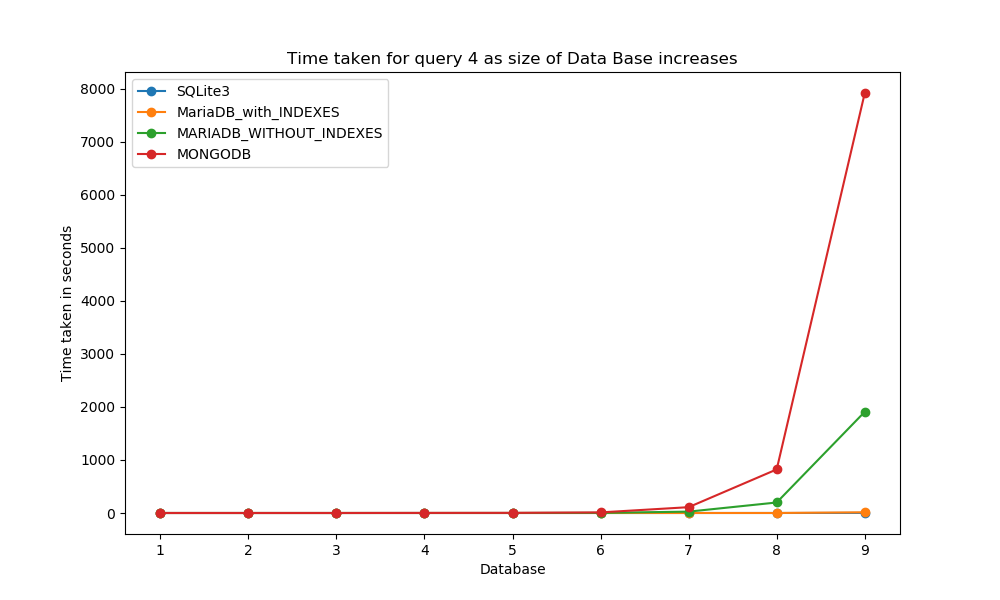 Time taken for query 4 as size of Data Base increases
SQLite3
MariaDB_with_INDEXES
MARIADB_WITHOUT_INDEXES
MONGODB
Time taken in seconds
8000
7000
6000
5000
4000
3000
2000
1000
0
1 2 3 4 5 6 7 8 9
Database